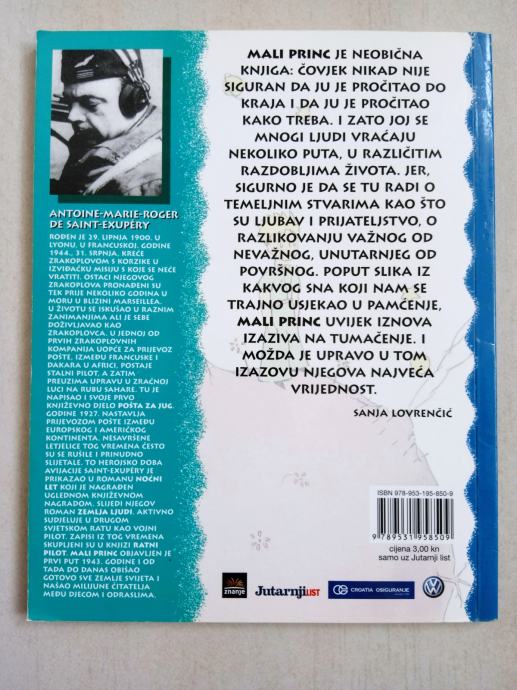 ANTOINE-MARIE-ROGER
DE SAINT-EXUPÉRY
ROĐEN JE 29. LIPNJA 1900. U
LYONU, U FRANCUSKOJ. GODINE
1944., 31. SRPNJA, KREĆE
ZRAKOPLOVOM S KORZIKE U
IZVIĐAČKU MISIJU S KOJE SE NEĆE
VRATITI. OSTACI NJEGOVOG
ZRAKOPLOVA PRONAĐENI SU
TEK PRIJE NEKOLIKO GODINA U
MORU U BLIZINI MARSEILLEA.
U ŽIVOTU SE ISKUŠAO U RAZNIM
ZANIMANJIMA ALI JE SEBE
DOŽIVLJAVAO KAO
ZRAKOPLOVCA. U JEDNOJ OD
PRVIH ZRAKOPLOVNIH
KOMPANIJA UOPĆE ZA PRIJEVOZ
POŠTE, IZMEĐU FRANCUSKE I
DAKARA U AFRICI, POSTAJE
STALNI PILOT, A ZATIM
PREUZIMA UPRAVU U ZRAČNOJ
LUCI NA RUBU SAHARE. TU JE
NAPISAO I SVOJE PRVO
KNJIŽEVNO DJELO POŠTA ZA JUG.
GODINE 1927. NASTAVLJA
PRIJEVOZOM POŠTE IZMEĐU
EUROPSKOG I AMERIČKOG
KONTINENTA. NESAVRŠENE
LETJELICE TOG VREMENA ČESTO
SU SE RUŠILE I PRINUDNO
SLIJETALE. TO HEROJSKO DOBA
AVIJACIJE SAINT-EXUPÉRY JE
PRIKAZAO U ROMANU NOĆNI
LET KOJI JE NAGRAĐEN
UGLEDNOM KNJIŽEVNOM
NAGRADOM. SLIJEDI NJEGOV
ROMAN ZEMLJA LJUDI. AKTIVNO
SUDJELUJE U DRUGOM
SVJETSKOM RATU KAO VOJNI
PILOT. ZAPISI IZ TOG VREMENA
SKUPLJENI SU U KNJIZI RATNI
PILOT. MALI PRINC OBJAVLJEN JE
PRVI PUT 1943. GODINE I OD
TADA DO DANAS OBIŠAO
GOTOVO SVE ZEMLJE SVIJETA I
NAŠAO MILIJUNE ČITATELJA
MEĐU DJECOM I ODRASLIMA.
MALI PRINC JE NEOBIČNA
KNJIGA: ČOVJEK NIKAD NIJE
SIGURAN DA JU JE PROČITAO DO
KRAJA I DA JU JE PROČITAO
KAKO TREBA. I ZATO JOJ SE
MNOGI LJUDI VRAĆAJU
NEKOLIKO PUTA, U RAZLIČITIM
RAZDOBLJIMA ŽIVOTA. JER,
SIGURNO JE DA SE TU RADI O
TEMELJNIM STVARIMA KAO ŠTO
SU LJUBAV I PRIJATELJSTVO, O
RAZLIKOVANJU VAŽNOG OD
NEVAŽNOG, UNUTARNJEG OD
POVRŠNOG. POPUT SLIKA IZ
KAKVOG SNA KOJI NAM SE
TRAJNO USJEKAO U PAMĆENJE,
MALI PRINC UVIJEK IZNOVA
IZAZIVA NA TUMAČENJE. I
MOŽDA JE UPRAVO U TOM
IZAZOVU NJEGOVA NAJVEĆA
VRIJEDNOST.
SANJA LOVRENČIĆ
ISBN 978-953-195-850-9
9 789531 958509
cijena 3,00 kn
samo uz Jutarnji list
znanje
Jutarnji LIST
CROATIA OSIGURANJE
VW